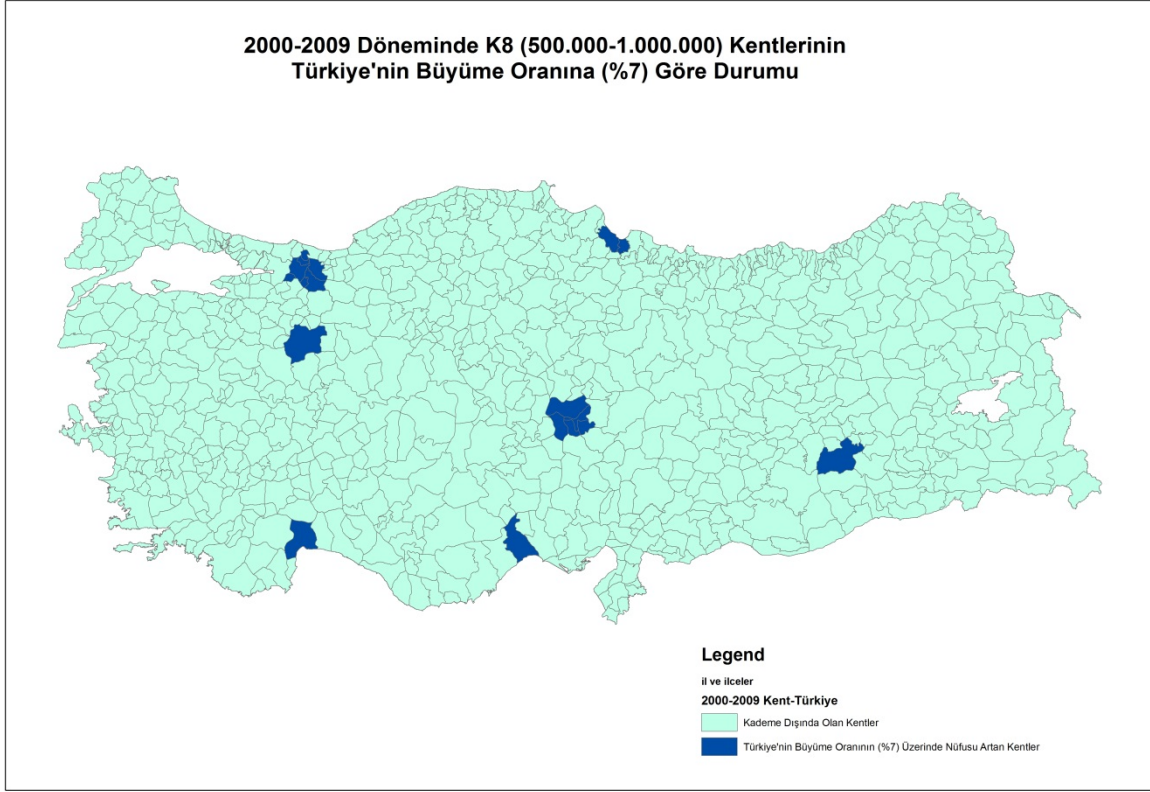 2000-2009 Döneminde K8 (500.000-1.000.000) Kentlerinin
Türkiye'nin Büyüme Oranına (%7) Göre Durumu
Legend
il ve ilceler
2000-2009 Kent-Türkiye
Kademe Dışında Olan Kentler
Türkiye'nin Büyüme Oranının (%7) Üzerinde Nüfusu Artan Kentler